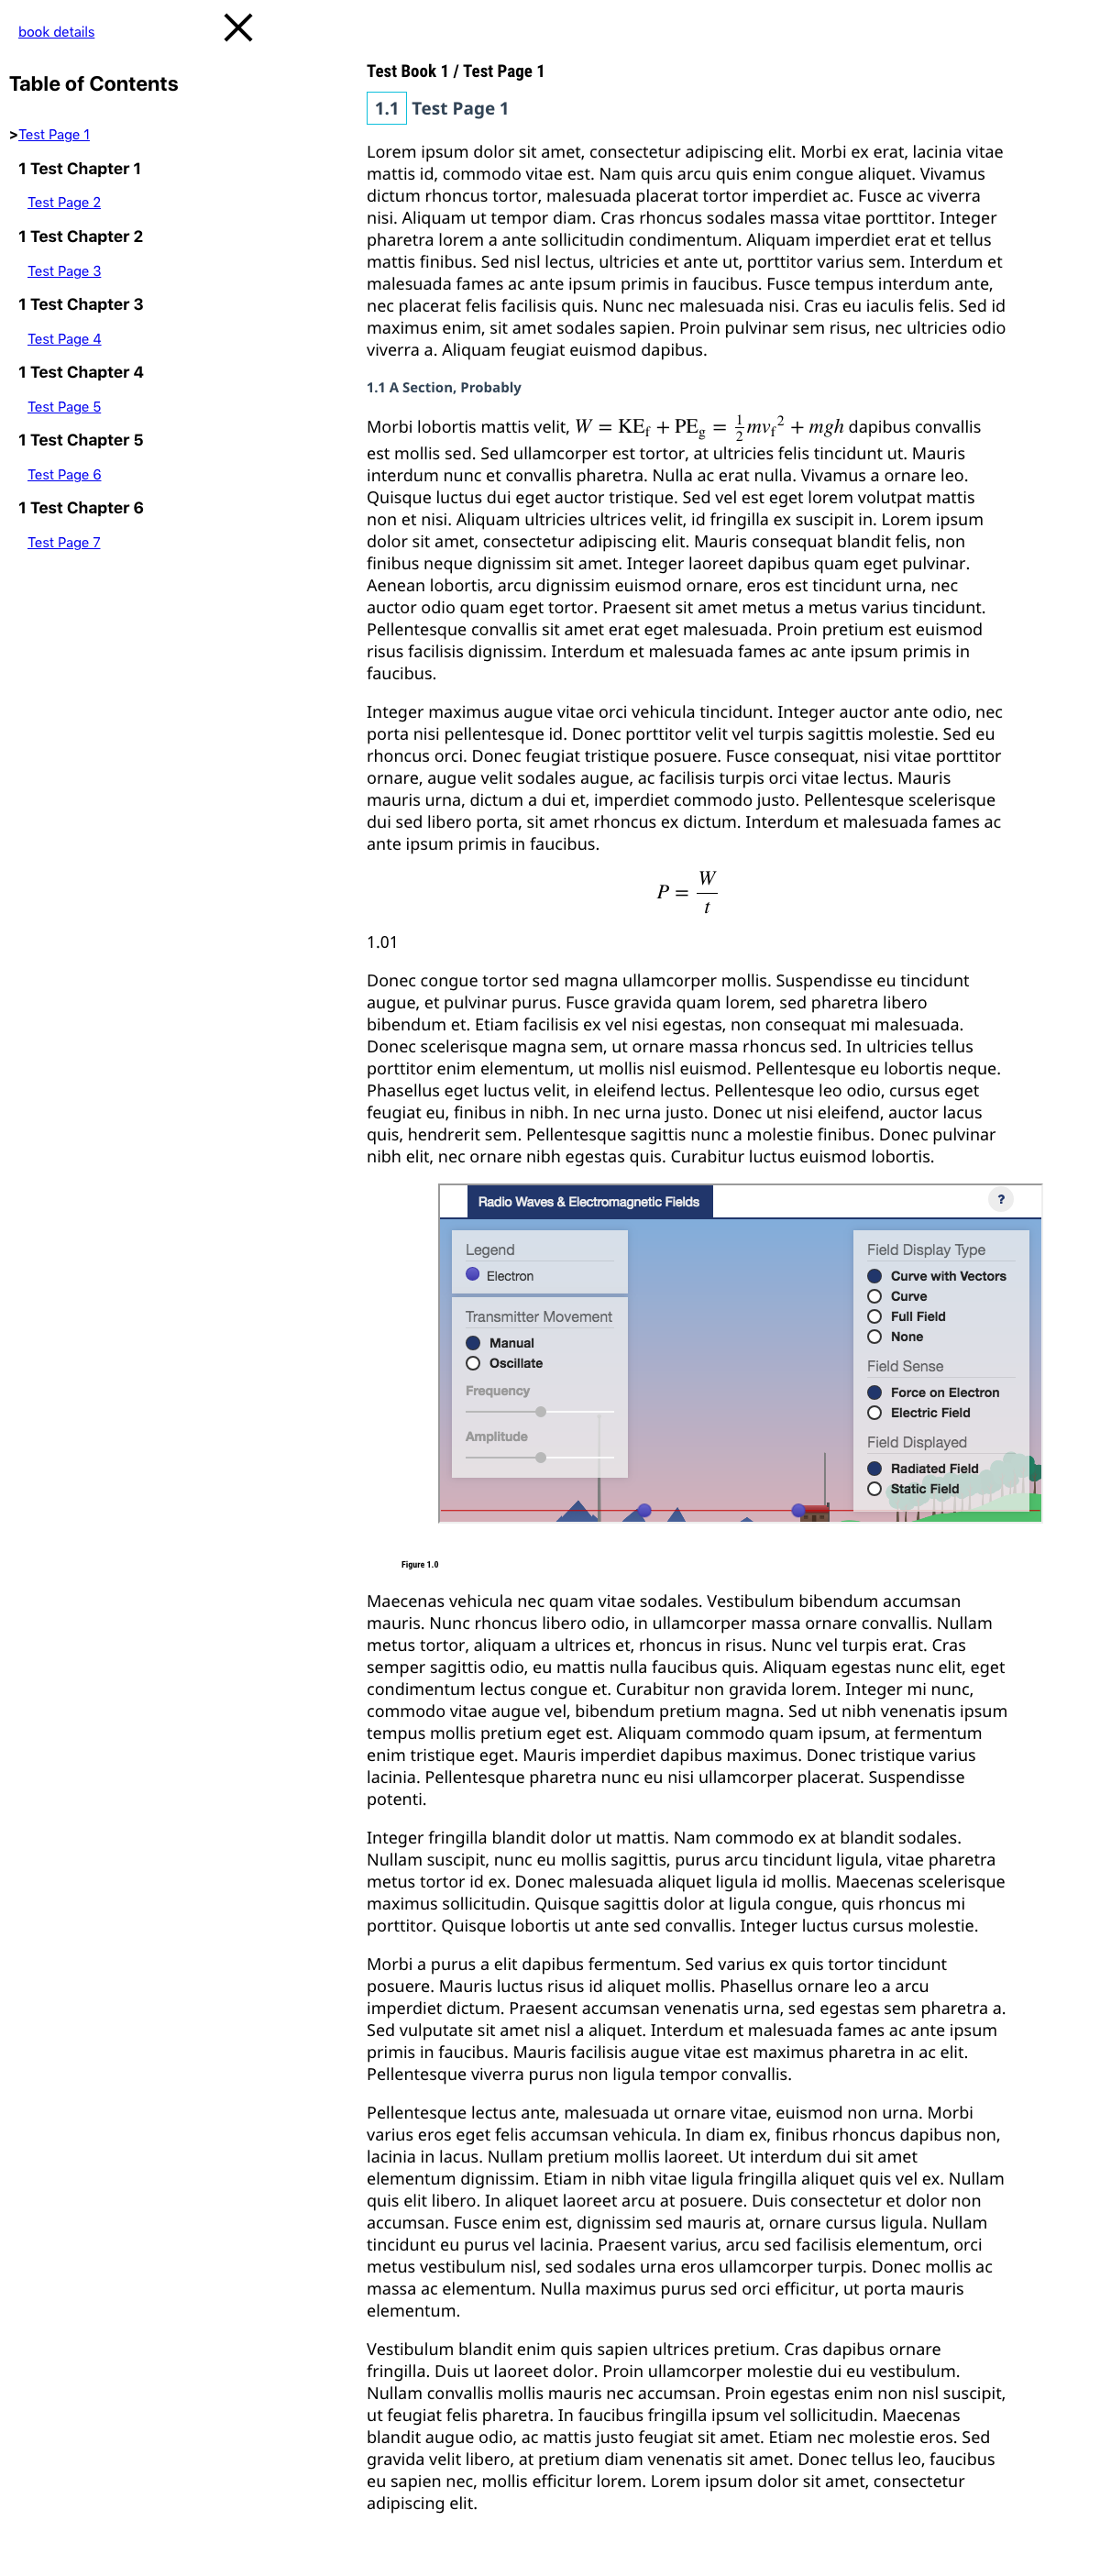 book details
Table of Contents
>Test Page 1
1 Test Chapter 1
Test Page 2
1 Test Chapter 2
Test Page 3
1 Test Chapter 3
Test Page 4
1 Test Chapter 4
Test Page 5
1 Test Chapter 5
Test Page 6
1 Test Chapter 6
Test Page 7
Test Book 1 / Test Page 1
1.1 Test Page 1
Lorem ipsum dolor sit amet, consectetur adipiscing elit. Morbi ex erat, lacinia vitae
mattis id, commodo vitae est. Nam quis arcu quis enim congue aliquet. Vivamus
dictum rhoncus tortor, malesuada placerat tortor imperdiet ac. Fusce ac viverra
nisi. Aliquam ut tempor diam. Cras rhoncus sodales massa vitae porttitor. Integer
pharetra lorem a ante sollicitudin condimentum. Aliquam imperdiet erat et tellus
mattis finibus. Sed nisl lectus, ultricies et ante ut, porttitor varius sem. Interdum et
malesuada fames ac ante ipsum primis in faucibus. Fusce tempus interdum ante,
nec placerat felis facilisis quis. Nunc nec malesuada nisi. Cras eu iaculis felis. Sed id
maximus enim, sit amet sodales sapien. Proin pulvinar sem risus, nec ultricies odio
viverra a. Aliquam feugiat euismod dapibus.
1.1 A Section, Probably
Morbi lobortis mattis velit, W = KE_f + PE_g = 1/2 mv_f^2 + mgh dapibus convallis
est mollis sed. Sed ullamcorper est tortor, at ultricies felis tincidunt ut. Mauris
interdum nunc et convallis pharetra. Nulla ac erat nulla. Vivamus a ornare leo.
Quisque luctus dui eget auctor tristique. Sed vel est eget lorem volutpat mattis
non et nisi. Aliquam ultricies ultrices velit, id fringilla ex suscipit in. Lorem ipsum
dolor sit amet, consectetur adipiscing elit. Mauris consequat blandit felis, non
finibus neque dignissim sit amet. Integer laoreet dapibus quam eget pulvinar.
Aenean lobortis, arcu dignissim euismod ornare, eros est tincidunt urna, nec
auctor odio quam eget tortor. Praesent sit amet metus a metus varius tincidunt.
Pellentesque convallis sit amet erat eget malesuada. Proin pretium est euismod
risus facilisis dignissim. Interdum et malesuada fames ac ante ipsum primis in
faucibus.
Integer maximus augue vitae orci vehicula tincidunt. Integer auctor ante odio, nec
porta nisi pellentesque id. Donec porttitor velit vel turpis sagittis molestie. Sed eu
rhoncus orci. Donec feugiat tristique posuere. Fusce consequat, nisi vitae porttitor
ornare, augue velit sodales augue, ac facilisis turpis orci vitae lectus. Mauris
mauris urna, dictum a dui et, imperdiet commodo justo. Pellentesque scelerisque
dui sed libero porta, sit amet rhoncus ex dictum. Interdum et malesuada fames ac
ante ipsum primis in faucibus.
P = W/t
1.01
Donec congue tortor sed magna ullamcorper mollis. Suspendisse eu tincidunt
augue, et pulvinar purus. Fusce gravida quam lorem, sed pharetra libero
bibendum et. Etiam facilisis ex vel nisi egestas, non consequat mi malesuada.
Donec scelerisque magna sem, ut ornare massa rhoncus sed. In ultricies tellus
porttitor enim elementum, ut mollis nisl euismod. Pellentesque eu lobortis neque.
Phasellus eget luctus velit, in eleifend lectus. Pellentesque leo odio, cursus eget
feugiat eu, finibus in nibh. In nec urna justo. Donec ut nisi eleifend, auctor lacus
quis, hendrerit sem. Pellentesque sagittis nunc a molestie finibus. Donec pulvinar
nibh elit, nec ornare nibh egestas quis. Curabitur luctus euismod lobortis.
Radio Waves & Electromagnetic Fields
?
Legend
Electron
Transmitter Movement
Manual
Oscillate
Frequency
Amplitude
Field Display Type
Curve with Vectors
Curve
Full Field
None
Field Sense
Force on Electron
Electric Field
Field Displayed
Radiated Field
Static Field
Figure 1.0
Maecenas vehicula nec quam vitae sodales. Vestibulum bibendum accumsan
mauris. Nunc rhoncus libero odio, in ullamcorper massa ornare convallis. Nullam
metus tortor, aliquam a ultrices et, rhoncus in risus. Nunc vel turpis erat. Cras
semper sagittis odio, eu mattis nulla faucibus quis. Aliquam egestas nunc elit, eget
condimentum lectus congue et. Curabitur non gravida lorem. Integer mi nunc,
commodo vitae augue vel, bibendum pretium magna. Sed ut nibh venenatis ipsum
tempus mollis pretium eget est. Aliquam commodo quam ipsum, at fermentum
enim tristique eget. Mauris imperdiet dapibus maximus. Donec tristique varius
lacinia. Pellentesque pharetra nunc eu nisi ullamcorper placerat. Suspendisse
potenti.
Integer fringilla blandit dolor ut mattis. Nam commodo ex at blandit sodales.
Nullam suscipit, nunc eu mollis sagittis, purus arcu tincidunt ligula, vitae pharetra
metus tortor id ex. Donec malesuada aliquet ligula id mollis. Maecenas scelerisque
maximus sollicitudin. Quisque sagittis dolor at ligula congue, quis rhoncus mi
porttitor. Quisque lobortis ut ante sed convallis. Integer luctus cursus molestie.
Morbi a purus a elit dapibus fermentum. Sed varius ex quis tortor tincidunt
posuere. Mauris luctus risus id aliquet mollis. Phasellus ornare leo a arcu
imperdiet dictum. Praesent accumsan venenatis urna, sed egestas sem pharetra a.
Sed vulputate sit amet nisl a aliquet. Interdum et malesuada fames ac ante ipsum
primis in faucibus. Mauris facilisis augue vitae est maximus pharetra in ac elit.
Pellentesque viverra purus non ligula tempor convallis.
Pellentesque lectus ante, malesuada ut ornare vitae, euismod non urna. Morbi
varius eros eget felis accumsan vehicula. In diam ex, finibus rhoncus dapibus non,
lacinia in lacus. Nullam pretium mollis laoreet. Ut interdum dui sit amet
elementum dignissim. Etiam in nibh vitae ligula fringilla aliquet quis vel ex. Nullam
quis elit libero. In aliquet laoreet arcu at posuere. Duis consectetur et dolor non
accumsan. Fusce enim est, dignissim sed mauris at, ornare cursus ligula. Nullam
tincidunt eu purus vel lacinia. Praesent varius, arcu sed facilisis elementum, orci
metus vestibulum nisl, sed sodales urna eros ullamcorper turpis. Donec mollis ac
massa ac elementum. Nulla maximus purus sed orci efficitur, ut porta mauris
elementum.
Vestibulum blandit enim quis sapien ultrices pretium. Cras dapibus ornare
fringilla. Duis ut laoreet dolor. Proin ullamcorper molestie dui eu vestibulum.
Nullam convallis mollis mauris nec accumsan. Proin egestas enim non nisl suscipit,
ut feugiat felis pharetra. In faucibus fringilla ipsum vel sollicitudin. Maecenas
blandit augue odio, ac mattis justo feugiat sit amet. Etiam nec molestie eros. Sed
gravida velit libero, at pretium diam venenatis sit amet. Donec tellus leo, faucibus
eu sapien nec, mollis efficitur lorem. Lorem ipsum dolor sit amet, consectetur
adipiscing elit.